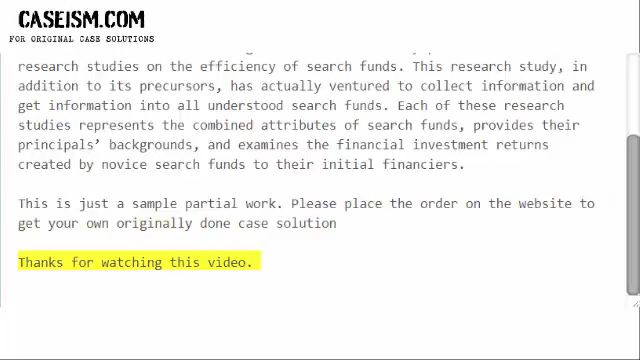 CASEISM.COM
FOR ORIGINAL CASE SOLUTIONS
research studies on the efficiency of search funds. This research study, in
addition to its precursors, has actually ventured to collect information and
get information into all understood search funds. Each of these research
studies represents the combined attributes of search funds, provides their
principals’ backgrounds, and examines the financial investment returns
created by novice search funds to their initial financiers.
This is just a sample partial work. Please place the order on the website to
get your own originally done case solution
Thanks for watching this video.